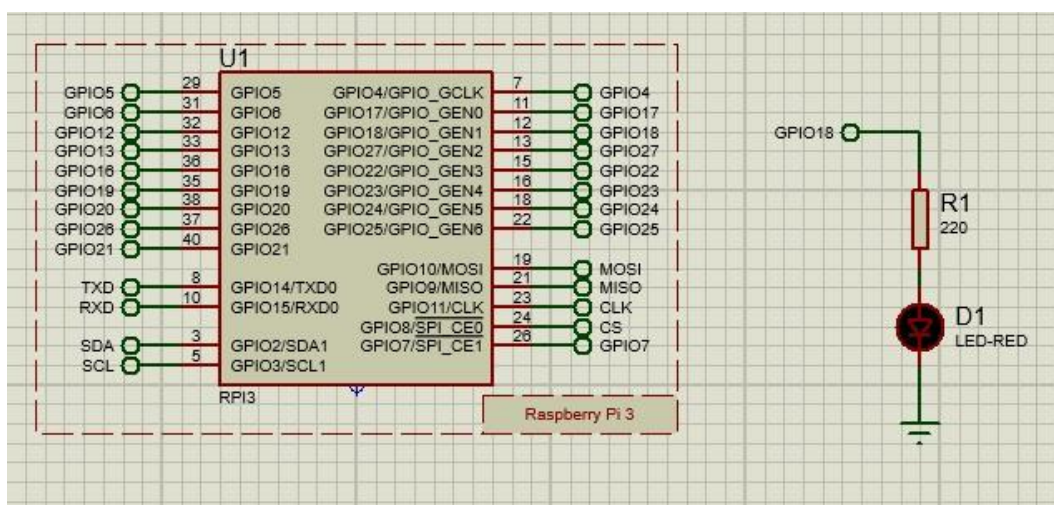 U1
GPIO5 29 GPIO5 GPIO4/GPIO_GCLK 7 GPIO4
GPIO6 31 GPIO6 GPIO17/GPIO_GEN0 11 GPIO17
GPIO12 32 GPIO12 GPIO18/GPIO_GEN1 12 GPIO18
GPIO13 33 GPIO13 GPIO27/GPIO_GEN2 13 GPIO27
GPIO16 36 GPIO16 GPIO22/GPIO_GEN3 15 GPIO22
GPIO19 35 GPIO19 GPIO23/GPIO_GEN4 16 GPIO23
GPIO20 38 GPIO20 GPIO24/GPIO_GEN5 18 GPIO24
GPIO26 37 GPIO26 GPIO25/GPIO_GEN6 22 GPIO25
GPIO21 40 GPIO21
GPIO10/MOSI 19 MOSI
TXD 8 GPIO14/TXD0 GPIO9/MISO 21 MISO
RXD 10 GPIO15/RXD0 GPIO11/CLK 23 CLK
GPIO8/SPI_CE0 24 CS
SDA 3 GPIO2/SDA1 GPIO7/SPI_CE1 26 GPIO7
SCL 5 GPIO3/SCL1
RPI3
Raspberry Pi 3
GPIO18
R1
220
D1
LED-RED